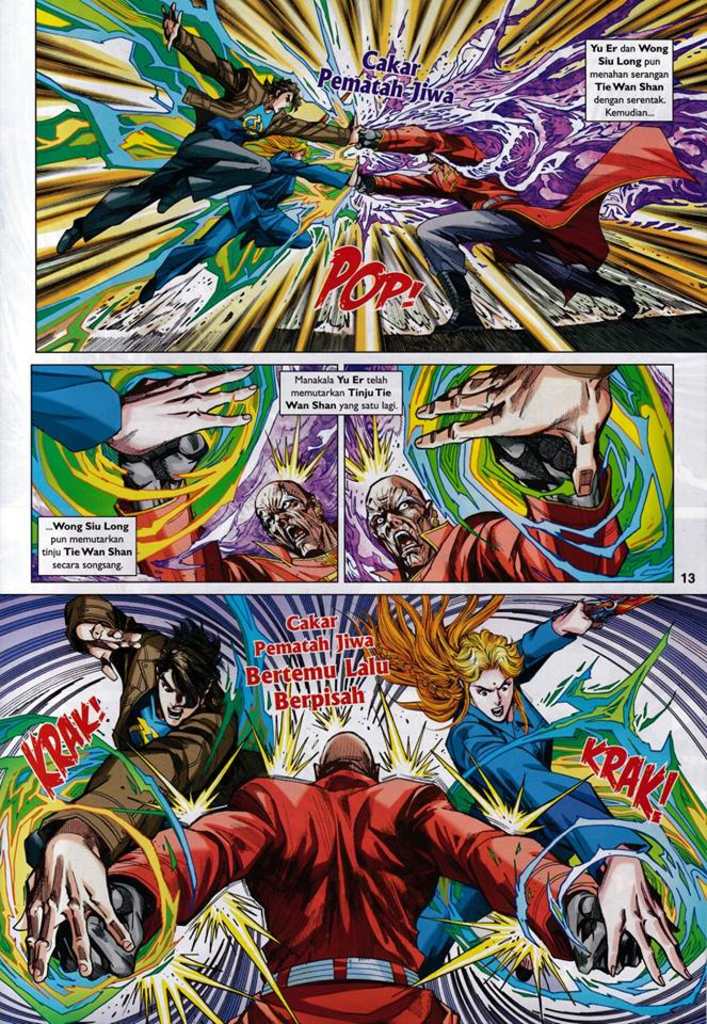 Cakar
Pematah-Jiwa
Yu Er dan Wong
Siu Long pun
menahan serangan
Tie Wan Shan
dengan serentak.
Kemudian...
POP!
Manakala Yu Er telah
memutarkan Tinju Tie
Wan Shan yang satu lagi.
...Wong Siu Long
pun memutarkan
tinju Tie Wan Shan
secara songsang.
13
Cakar
Pematah Jiwa
Bertemu Lalu
Berpisah
KRAK!
KRAK!